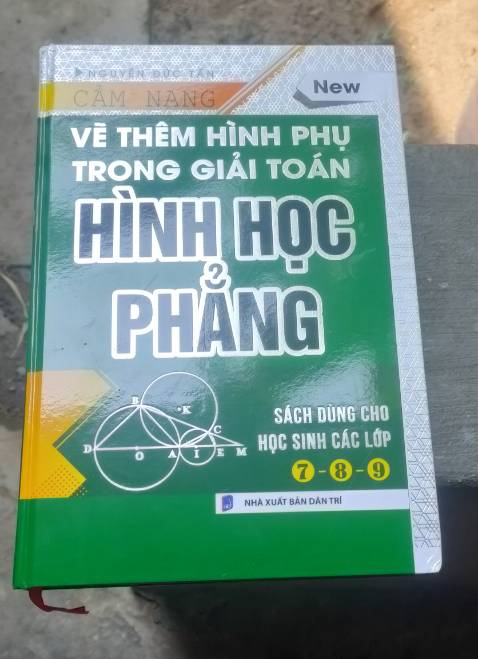 NGUYỄN ĐỨC TẤN
CẨM NANG
New
VẼ THÊM HÌNH PHỤ
TRONG GIẢI TOÁN
HÌNH HỌC
PHẲNG
B
K
C
D
O
A
I
E
M
SÁCH DÙNG CHO
HỌC SINH CÁC LỚP
7 - 8 - 9
NHÀ XUẤT BẢN DÂN TRÍ